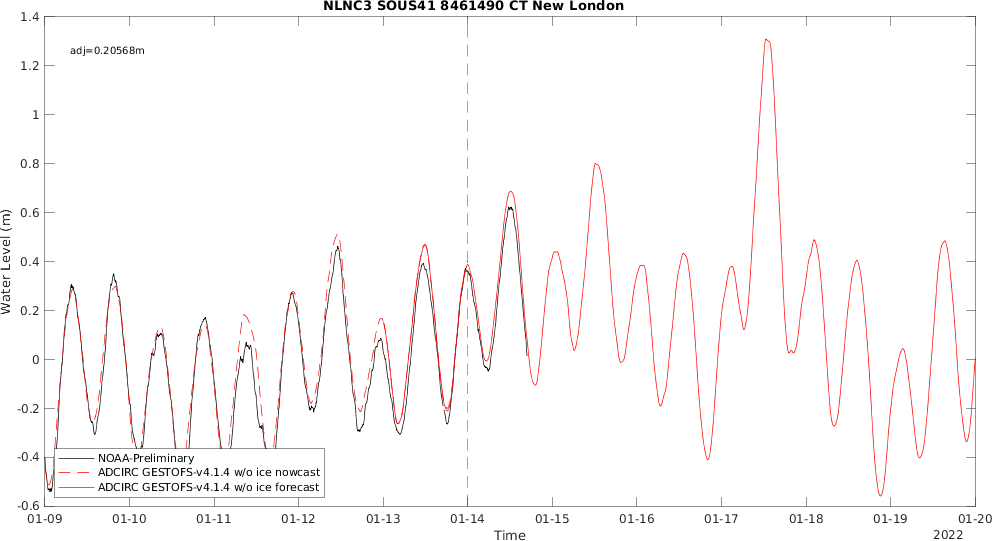 NLNC3 SOUS41 8461490 CT New London
adj=0.20568m
Water Level (m)
1.4
1.2
1
0.8
0.6
0.4
0.2
0
-0.2
-0.4
-0.6
NOAA-Preliminary
ADCIRC GESTOFS-v4.1.4 w/o ice nowcast
ADCIRC GESTOFS-v4.1.4 w/o ice forecast
01-09 01-10 01-11 01-12 01-13 01-14 01-15 01-16 01-17 01-18 01-19 01-20
Time
2022